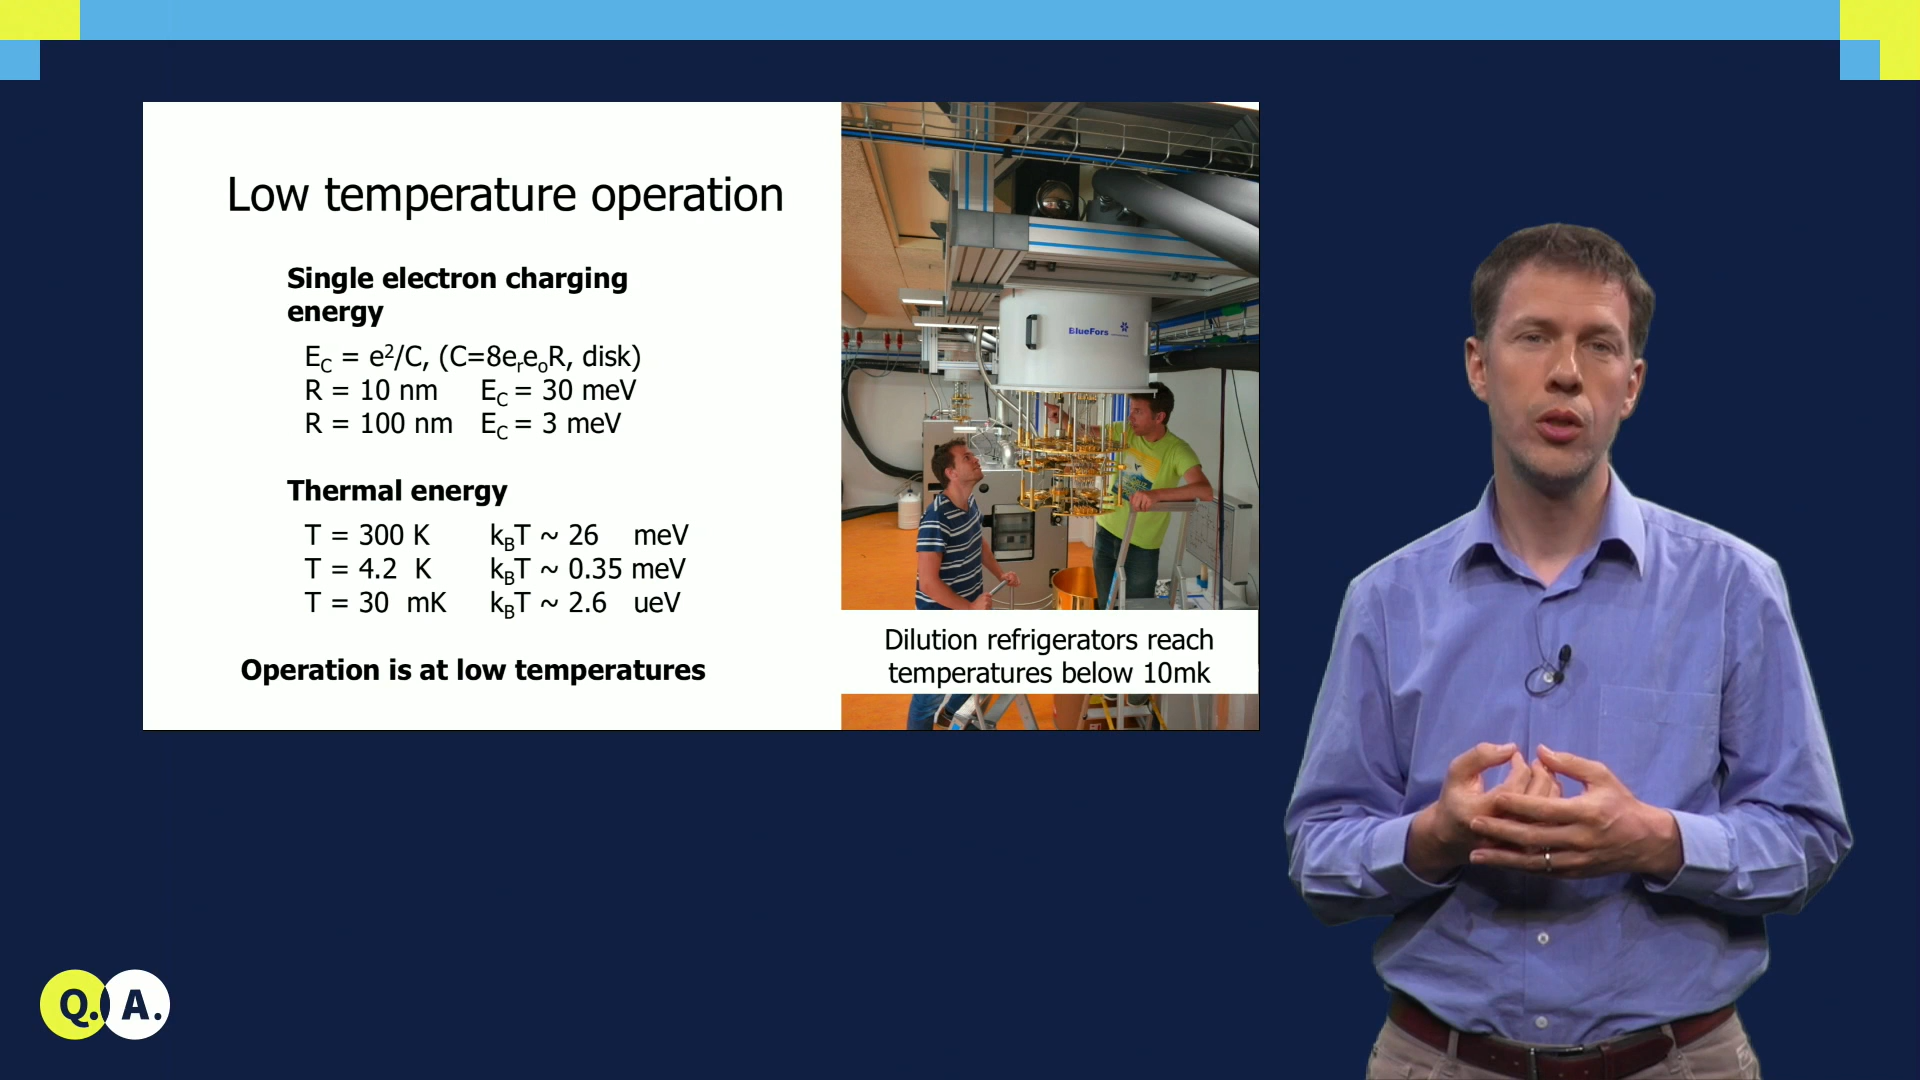 Low temperature operation
Single electron charging
energy
E_C = e²/C, (C=8e_re_oR, disk)
R = 10 nm E_C = 30 meV
R = 100 nm E_C = 3 meV
Thermal energy
T = 300 K k_BT ~ 26 meV
T = 4.2 K k_BT ~ 0.35 meV
T = 30 mK k_BT ~ 2.6 ueV
Operation is at low temperatures
BlueFors
Dilution refrigerators reach
temperatures below 10mk
Q. A.